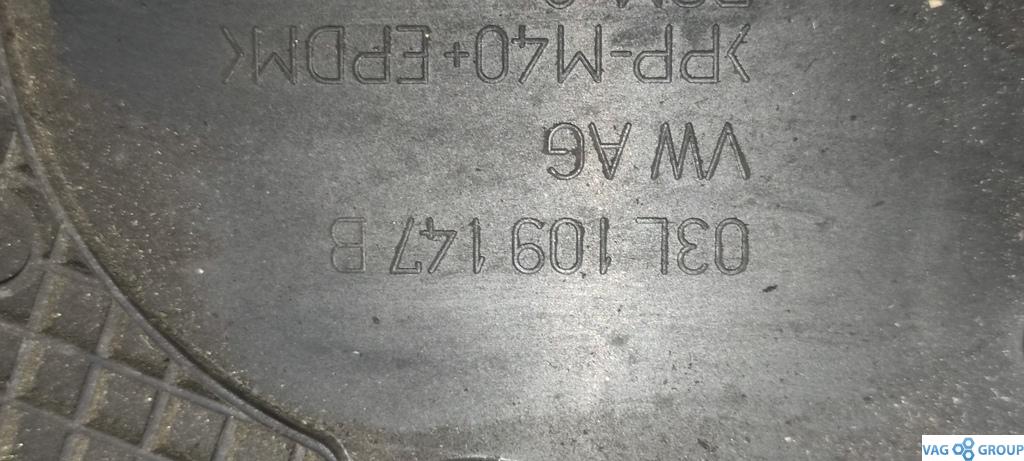 03L 109 147 B
VW AG
>PP-M40+EPDM<
VAG GROUP